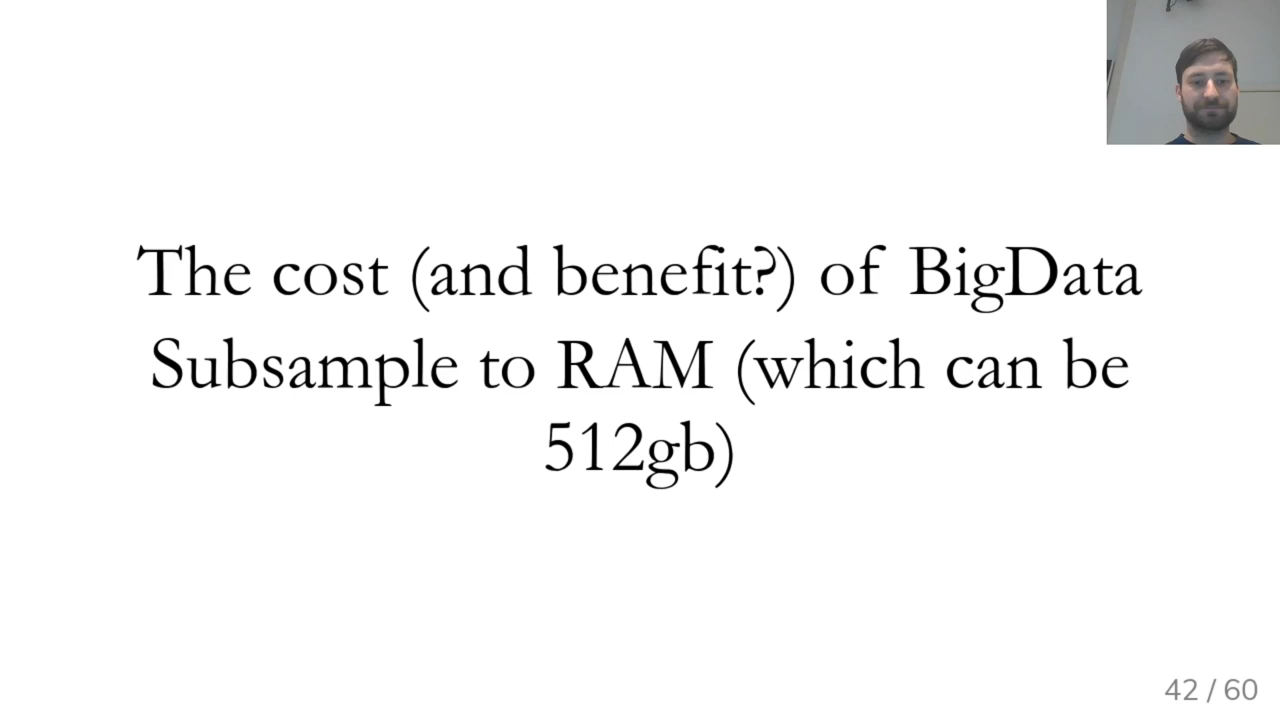 The cost (and benefit?) of BigData
Subsample to RAM (which can be
512gb)
42 / 60